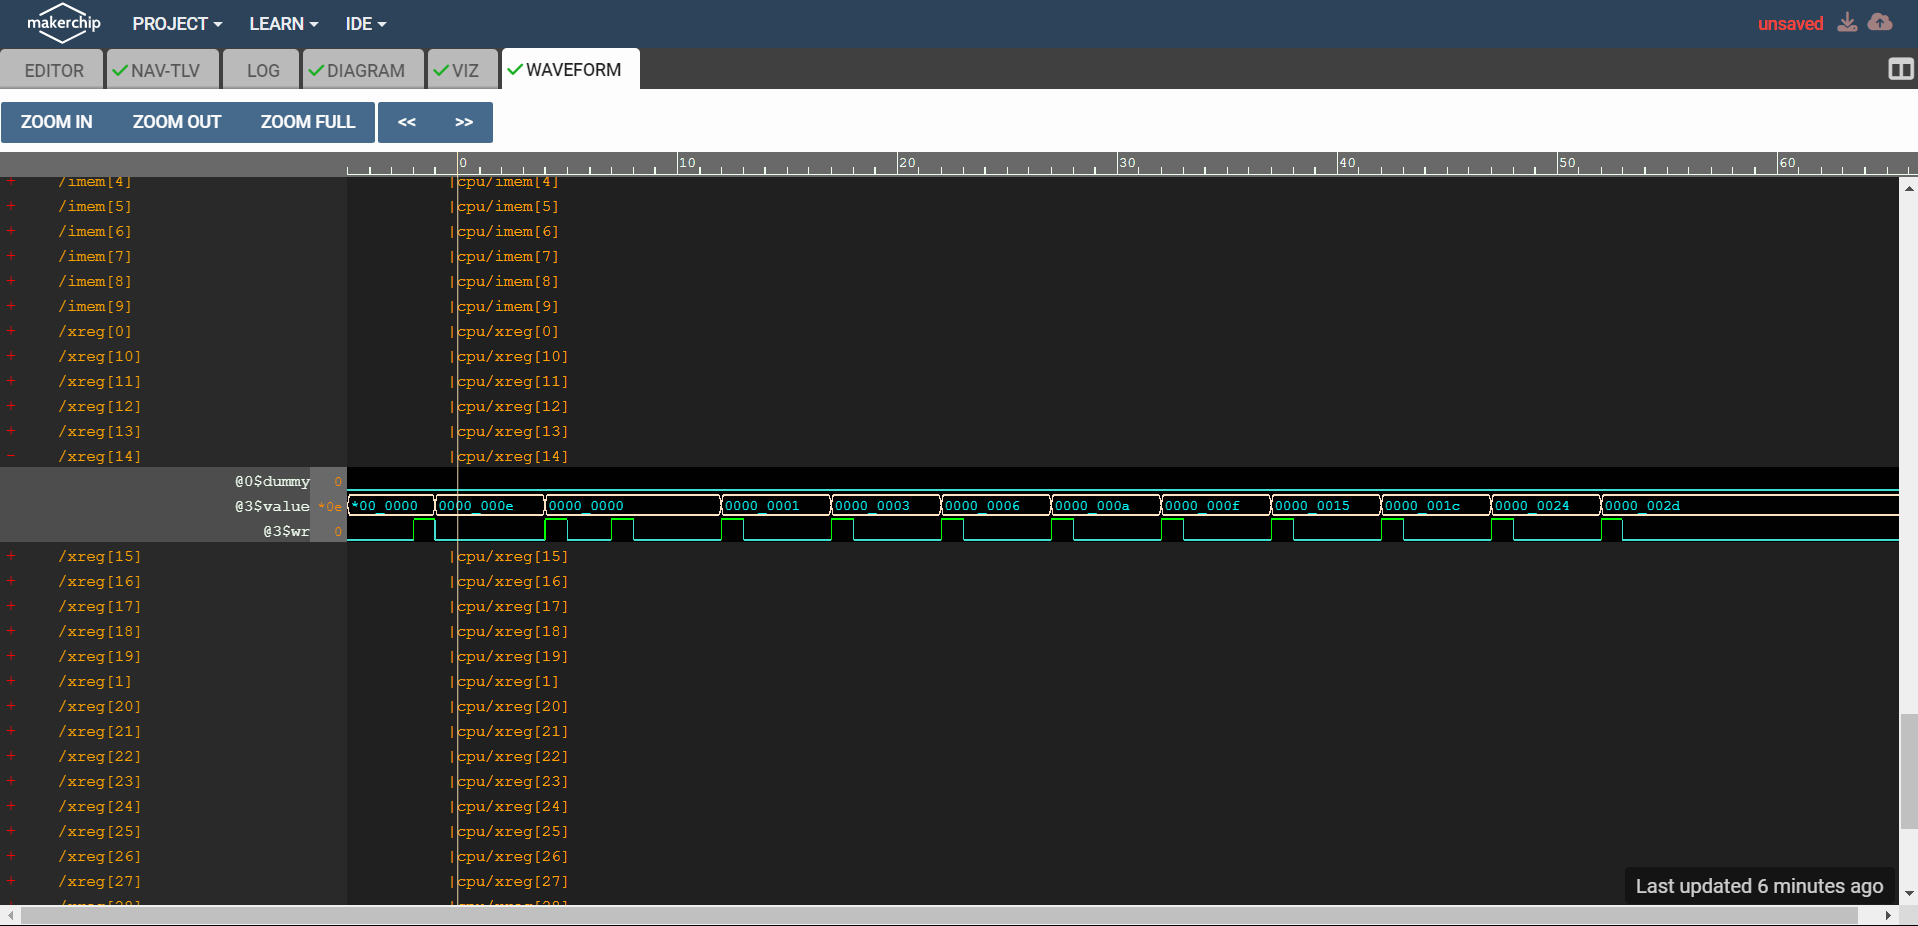 makerchip PROJECT LEARN IDE unsaved
EDITOR NAV-TLV LOG DIAGRAM VIZ WAVEFORM
ZOOM IN ZOOM OUT ZOOM FULL << >>
0 10 20 30 40 50 60
/imem[4] |cpu/imem[4]
/imem[5] |cpu/imem[5]
/imem[6] |cpu/imem[6]
/imem[7] |cpu/imem[7]
/imem[8] |cpu/imem[8]
/imem[9] |cpu/imem[9]
/xreg[0] |cpu/xreg[0]
/xreg[10] |cpu/xreg[10]
/xreg[11] |cpu/xreg[11]
/xreg[12] |cpu/xreg[12]
/xreg[13] |cpu/xreg[13]
/xreg[14] |cpu/xreg[14]
@0$dummy 0
@3$value *0e *00_0000 0000_000e 0000_0000 0000_0001 0000_0003 0000_0006 0000_000a 0000_000f 0000_0015 0000_001c 0000_0024 0000_002d
@3$wr 0
/xreg[15] |cpu/xreg[15]
/xreg[16] |cpu/xreg[16]
/xreg[17] |cpu/xreg[17]
/xreg[18] |cpu/xreg[18]
/xreg[19] |cpu/xreg[19]
/xreg[1] |cpu/xreg[1]
/xreg[20] |cpu/xreg[20]
/xreg[21] |cpu/xreg[21]
/xreg[22] |cpu/xreg[22]
/xreg[23] |cpu/xreg[23]
/xreg[24] |cpu/xreg[24]
/xreg[25] |cpu/xreg[25]
/xreg[26] |cpu/xreg[26]
/xreg[27] |cpu/xreg[27]
Last updated 6 minutes ago